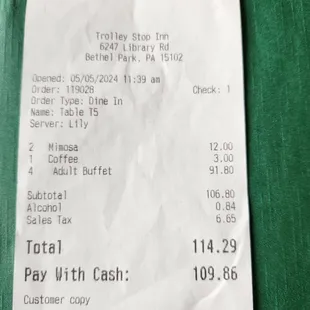 Trolley Stop Inn
6247 Library Rd
Bethel Park, PA 15102
Opened: 05/05/2024 11:39 am
Order: 119028 Check: 1
Order Type: Dine In
Name: Table T5
Server: Lily
2 Mimosa 12.00
1 Coffee 3.00
4 Adult Buffet 91.80
Subtotal 106.80
Alcohol 0.84
Sales Tax 6.65
Total 114.29
Pay With Cash: 109.86
Customer copy